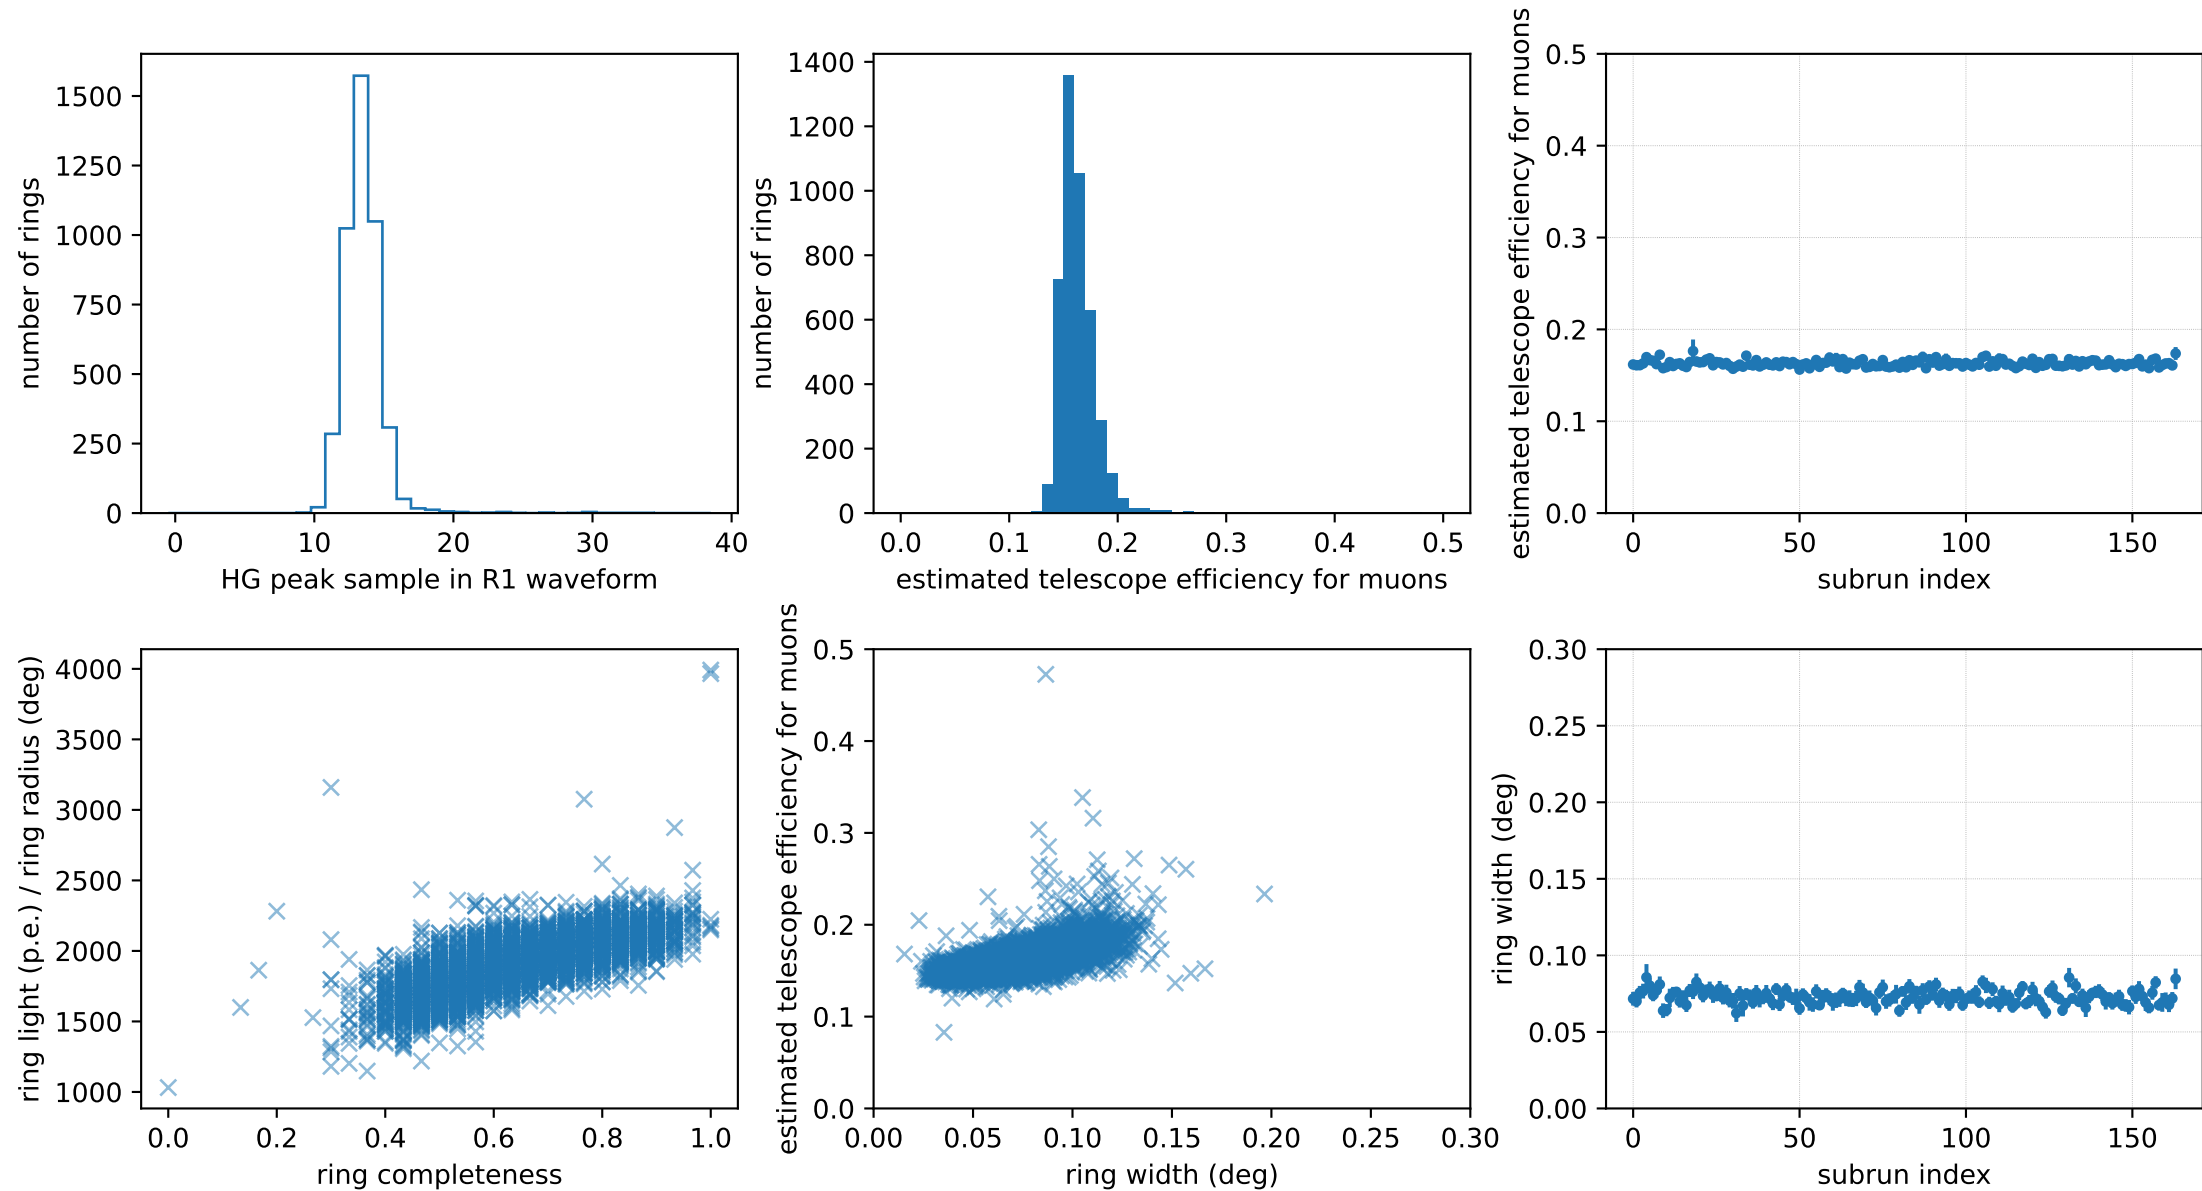 number of rings
1500
1250
1000
750
500
250
0
0 10 20 30 40
HG peak sample in R1 waveform
number of rings
1400
1200
1000
800
600
400
200
0
0.0 0.1 0.2 0.3 0.4 0.5
estimated telescope efficiency for muons
estimated telescope efficiency for muons
0.5
0.4
0.3
0.2
0.1
0.0
0 50 100 150
subrun index
ring light (p.e.) / ring radius (deg)
4000
3500
3000
2500
2000
1500
1000
0.0 0.2 0.4 0.6 0.8 1.0
ring completeness
estimated telescope efficiency for muons
0.5
0.4
0.3
0.2
0.1
0.0
0.00 0.05 0.10 0.15 0.20 0.25 0.30
ring width (deg)
ring width (deg)
0.30
0.25
0.20
0.15
0.10
0.05
0.00
0 50 100 150
subrun index